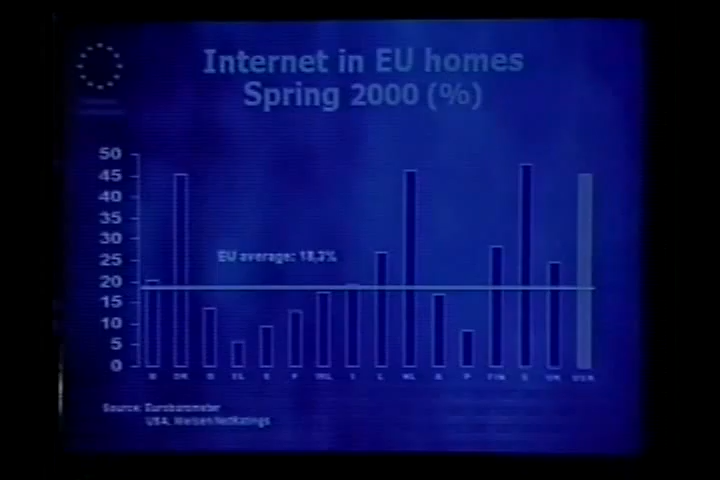 Internet in EU homes
Spring 2000 (%)
50
45
40
35
30
25
20
15
10
5
0
EU average: 18,3%
B DK D EL E F IRL I L NL A P FIN S UK USA
Source: Eurobarometer
USA, Nielsen NetRatings